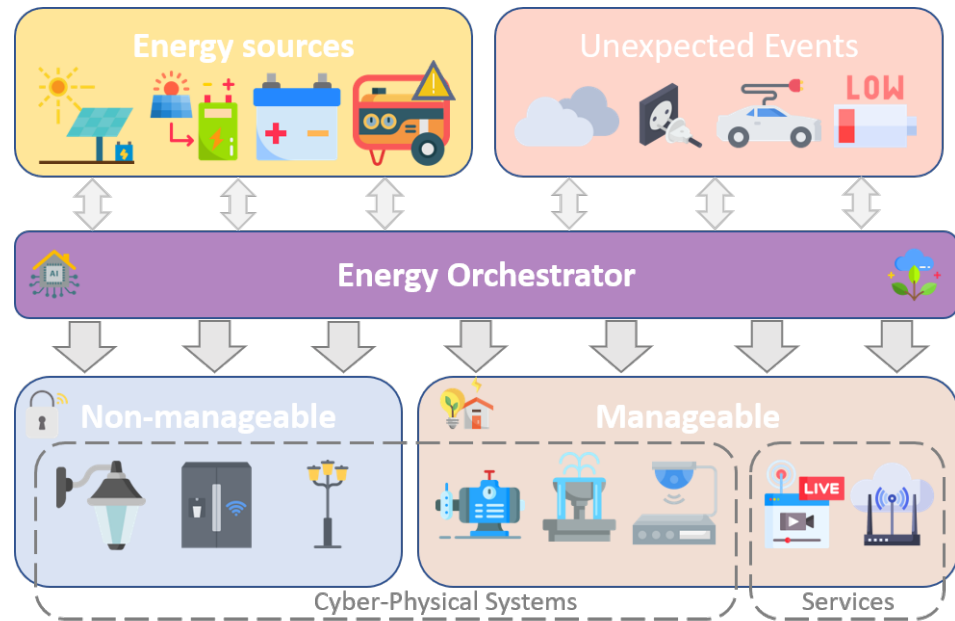 Energy sources
Unexpected Events
LOW
Energy Orchestrator
AI
Non-manageable
Manageable
LIVE
Cyber-Physical Systems
Services